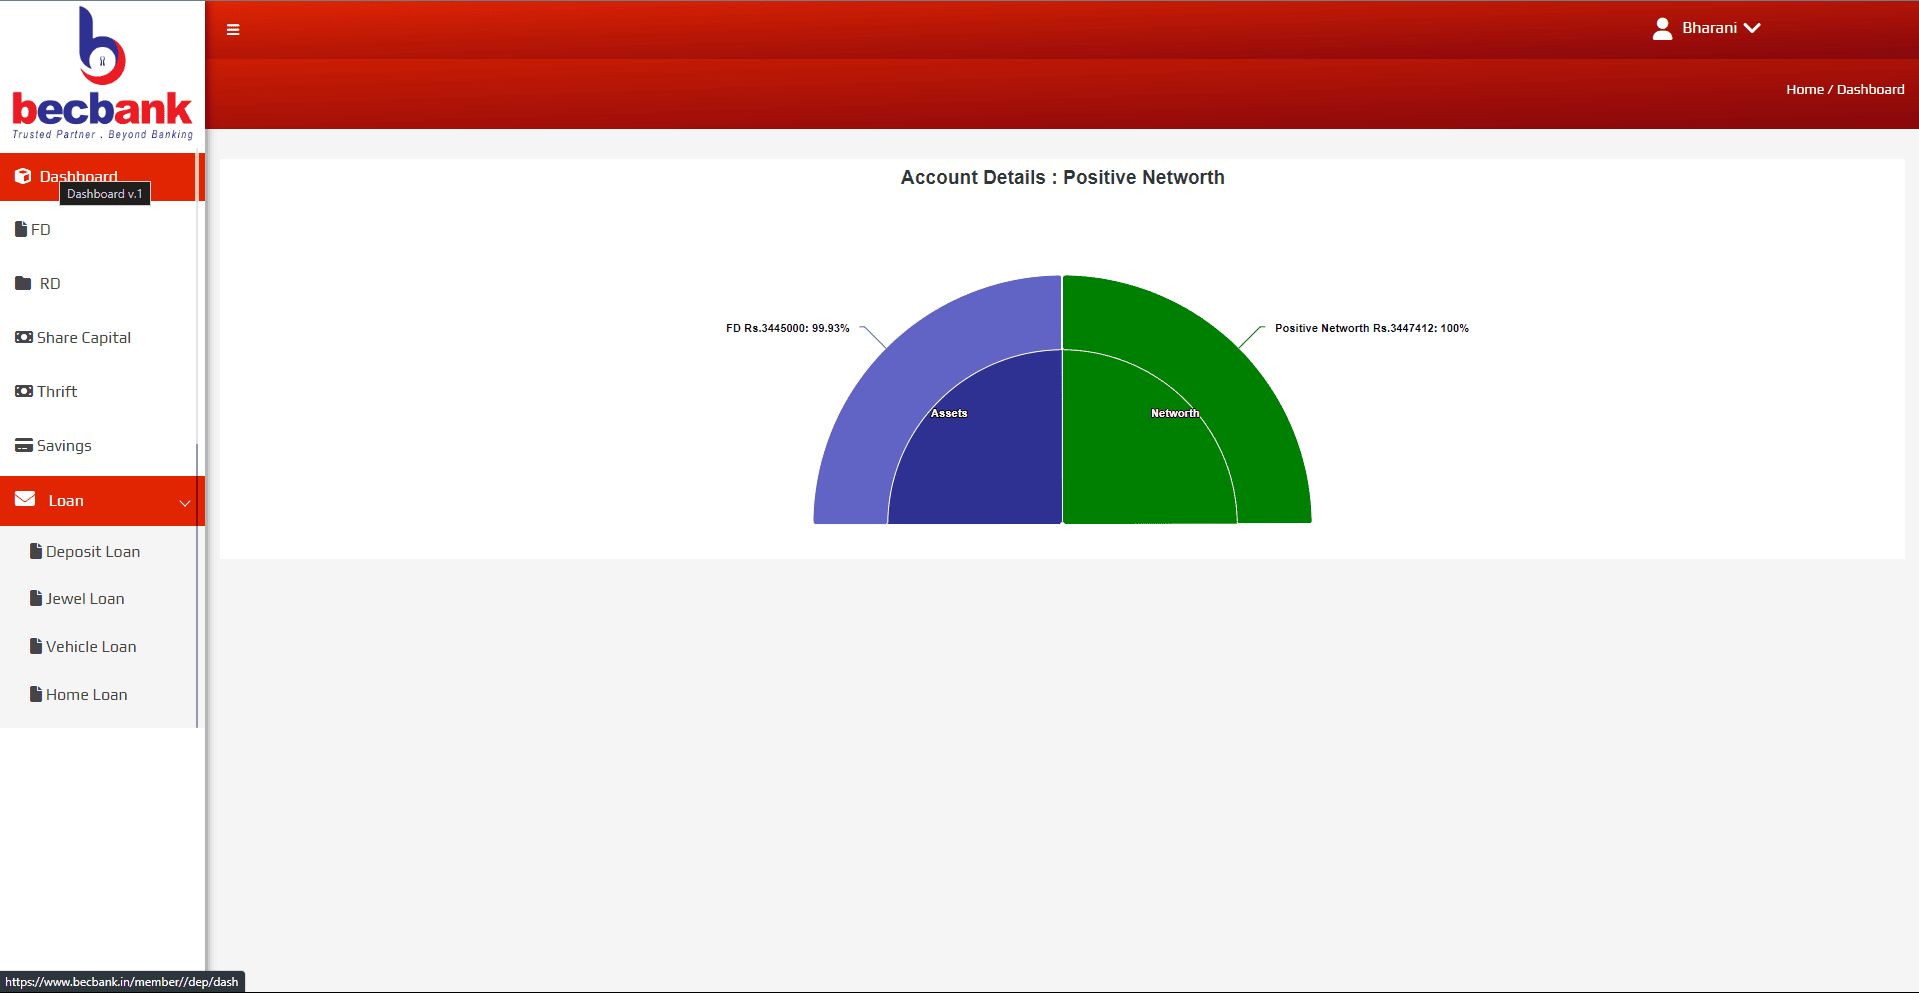 becbank
Trusted Partner . Beyond Banking
Bharani
Home / Dashboard
Dashboard
Dashboard v.1
FD
RD
Share Capital
Thrift
Savings
Loan
Deposit Loan
Jewel Loan
Vehicle Loan
Home Loan
Account Details : Positive Networth
FD Rs.3445000: 99.93%
Positive Networth Rs.3447412: 100%
Assets
Networth
https://www.becbank.in/member//dep/dash